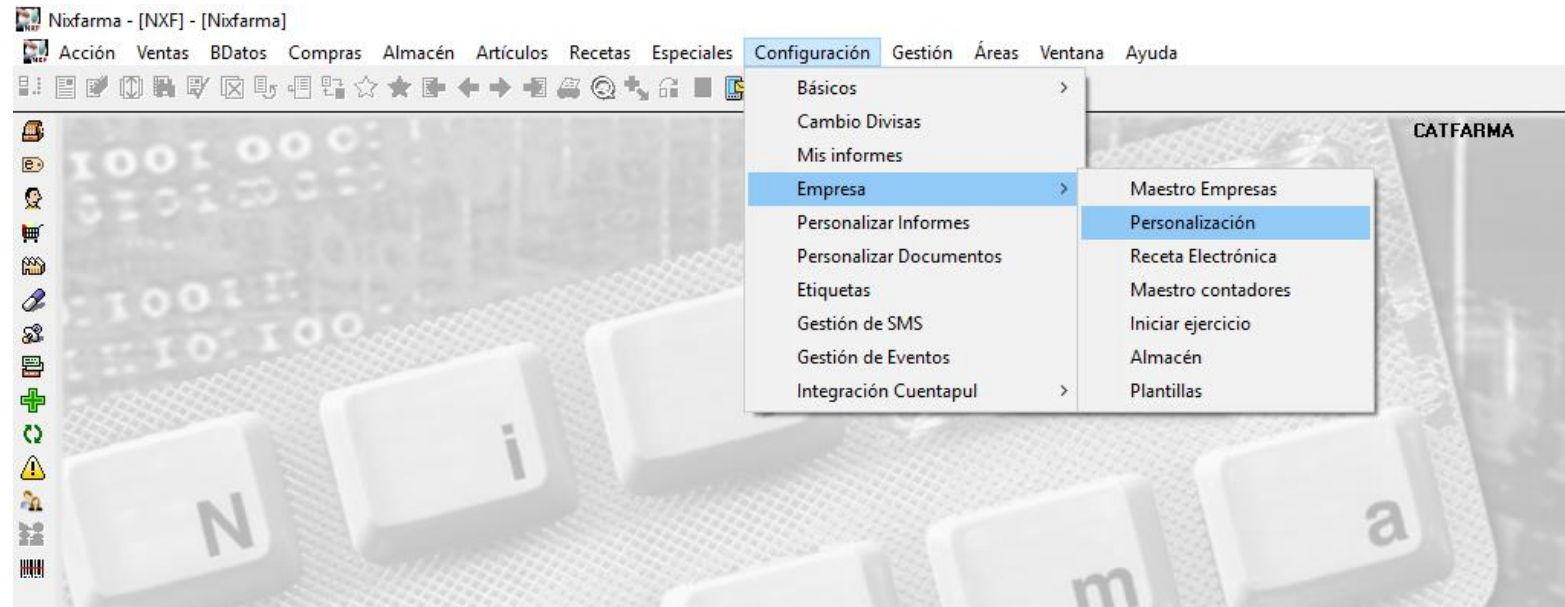 Nixfarma - [NXF] - [Nixfarma]
Acción Ventas BDatos Compras Almacén Artículos Recetas Especiales Configuración Gestión Áreas Ventana Ayuda
Básicos
Cambio Divisas
CATFARMA
Mis informes
Empresa
Maestro Empresas
Personalizar Informes
Personalización
Personalizar Documentos
Receta Electrónica
Etiquetas
Maestro contadores
Gestión de SMS
Iniciar ejercicio
Gestión de Eventos
Almacén
Integración Cuentapul
Plantillas
N i m a